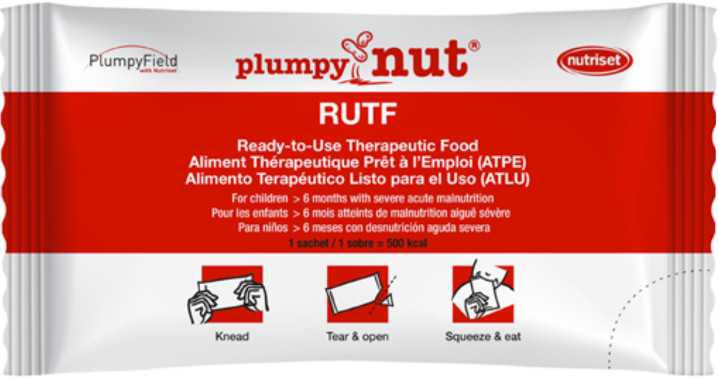 PlumpyField
with Nutriset
plumpy nut®
nutriset
RUTF
Ready-to-Use Therapeutic Food
Aliment Thérapeutique Prêt à l'Emploi (ATPE)
Alimento Terapéutico Listo para el Uso (ATLU)
For children > 6 months with severe acute malnutrition
Pour les enfants > 6 mois atteints de malnutrition aiguë sévère
Para niños > 6 meses con desnutrición aguda severa
1 sachet / 1 sobre = 500 kcal
Knead
Tear & open
Squeeze & eat